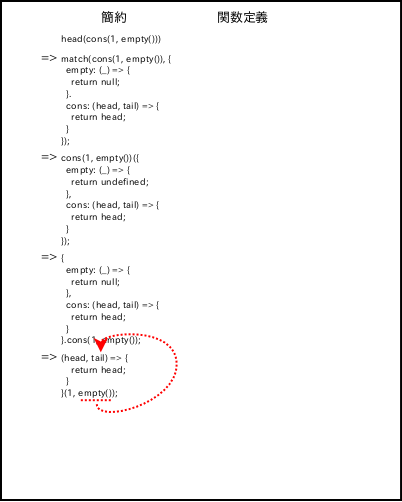 簡約 関数定義
head(cons(1, empty()))
=> match(cons(1, empty()), {
empty: (_) => {
return null;
}.
cons: (head, tail) => {
return head;
}
});
=> cons(1, empty())({
empty: (_) => {
return undefined;
},
cons: (head, tail) => {
return head;
}
});
=> {
empty: (_) => {
return null;
},
cons: (head, tail) => {
return head;
}
}.cons(1, empty());
=> (head, tail) => {
return head;
}
}(1, empty());